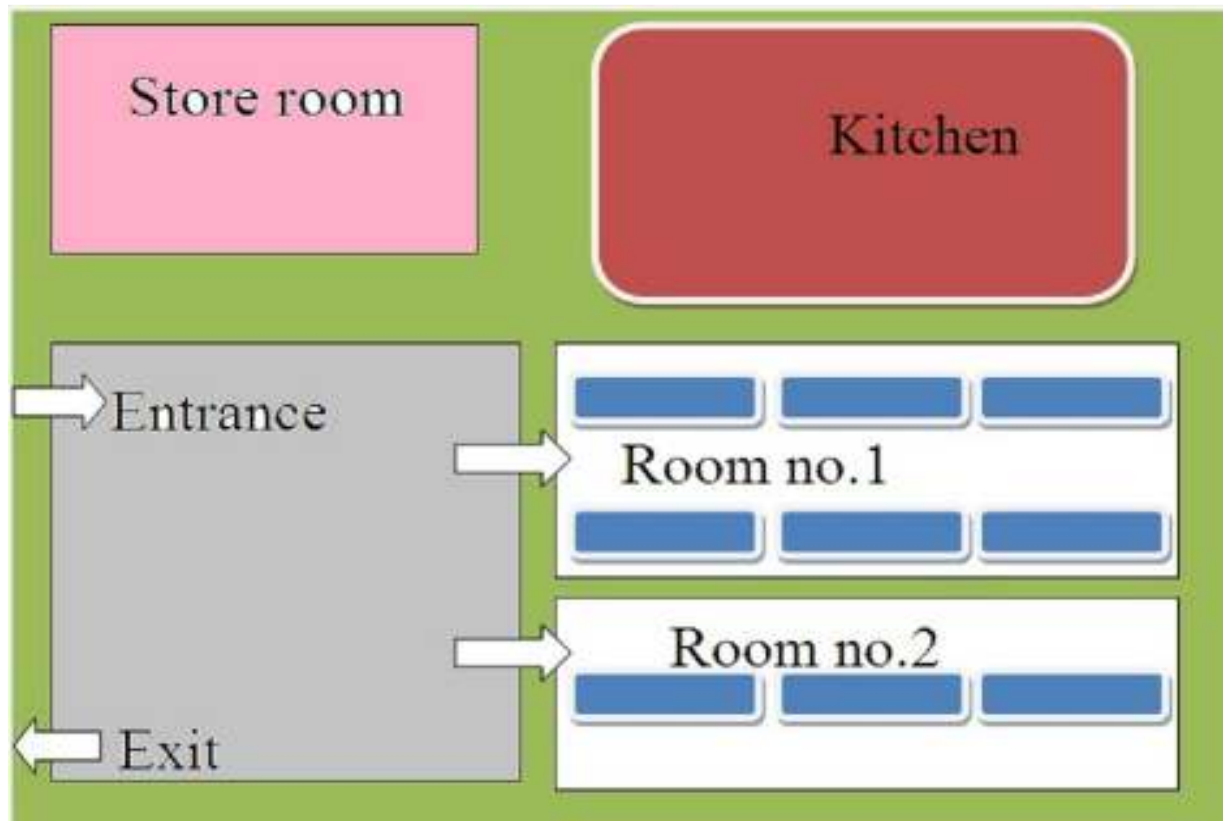 Store room
Kitchen
Entrance
Room no.1
Room no.2
Exit